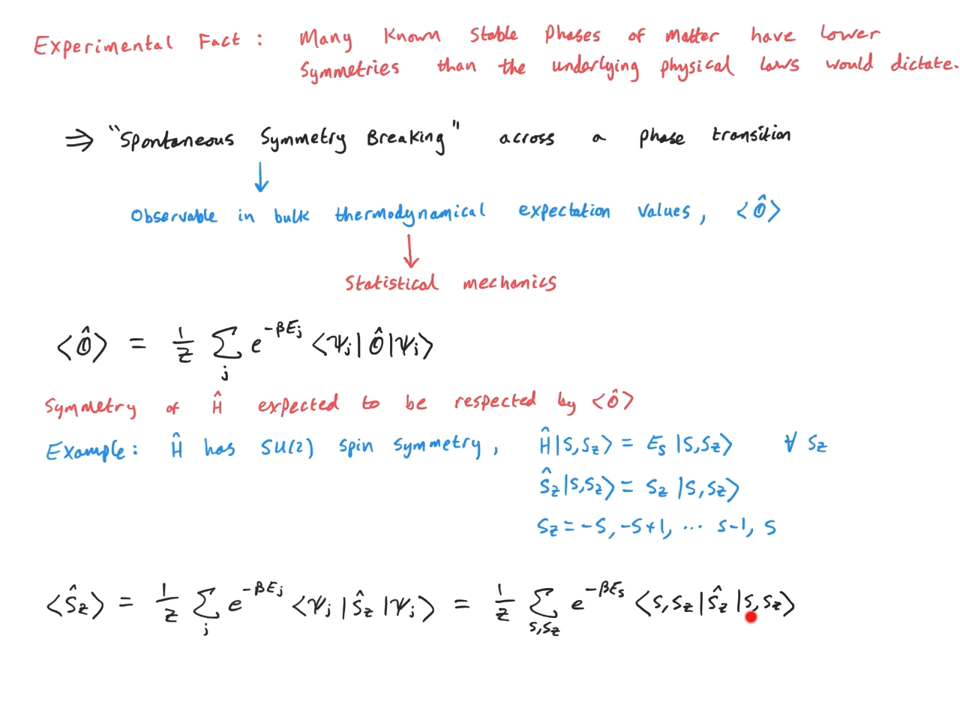 Experimental Fact : Many Known Stable Phases of Matter have Lower
Symmetries than the underlying physical laws would dictate.
⇒ "Spontaneous Symmetry Breaking" across a phase transition
Observable in bulk thermodynamical expectation values, ⟨Ô⟩
Statistical mechanics
⟨Ô⟩ = 1/Z ∑_j e^{-βE_j} ⟨Ψ_j|Ô|Ψ_j⟩
Symmetry of Ĥ expected to be respected by ⟨Ô⟩
Example: Ĥ has SU(2) spin symmetry, Ĥ|S,S_z⟩ = E_S |S,S_z⟩ ∀ S_z
Ŝ_z|S,S_z⟩ = S_z |S,S_z⟩
S_z = -S, -S+1, ... S-1, S
⟨Ŝ_z⟩ = 1/Z ∑_j e^{-βE_j} ⟨Ψ_j|Ŝ_z|Ψ_j⟩ = 1/Z ∑_{S,S_z} e^{-βE_S} ⟨S,S_z|Ŝ_z|S,S_z⟩